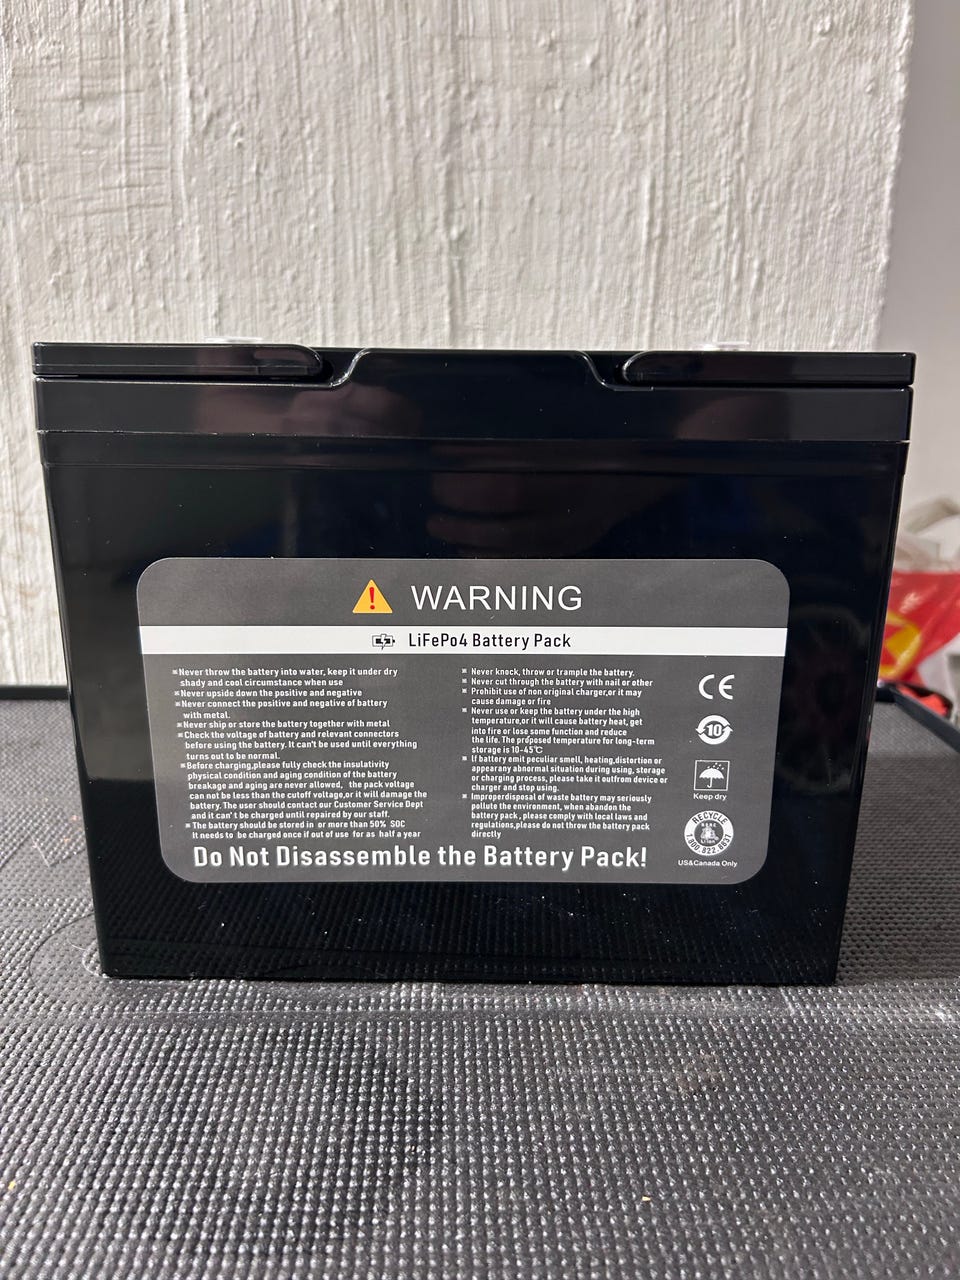 WARNING
LiFePo4 Battery Pack
※Never throw the battery into water, keep it under dry
shady and cool circumstance when use
※Never upside down the positive and negative
※Never connect the positive and negative of battery
with metal.
※Never ship or store the battery together with metal
※Check the voltage of battery and relevant connectors
before using the battery. It can't be used until everything
turns out to be normal.
※Before charging,please fully check the insulativity
physical condition and aging condition of the battery
breakage and aging are never allowed, the pack voltage
can not be less than the cutoff voltage,or it will damage the
battery. The user should contact our Customer Service Dept
and it can't be charged until repaired by our staff.
※The battery should be stored in or more than 50% SOC
It needs to be charged once if out of use for as half a year
※ Never knock, throw or trample the battery.
※ Never cut through the battery with nail or other
※ Prohibit use of non original charger,or it may
cause damage or fire
※ Never use or keep the battery under the high
temperature,or it will cause battery heat, get
into fire or lose some function and reduce
the life. The proposed temperature for long-term
storage is 10-45℃
※ If battery emit peculiar smell, heating,distortion or
appearany abnormal situation during using, storage
or charging process, please take it outfrom device or
charger and stop using.
※ Improperdisposal of waste battery may seriously
pollute the environment, when abandon the
battery pack, please comply with local laws and
regulations,please do not throw the battery pack
directly
CE
10
Keep dry
RECYCLE
Li-Ion
1.800.822.8837
US&Canada Only
Do Not Disassemble the Battery Pack!